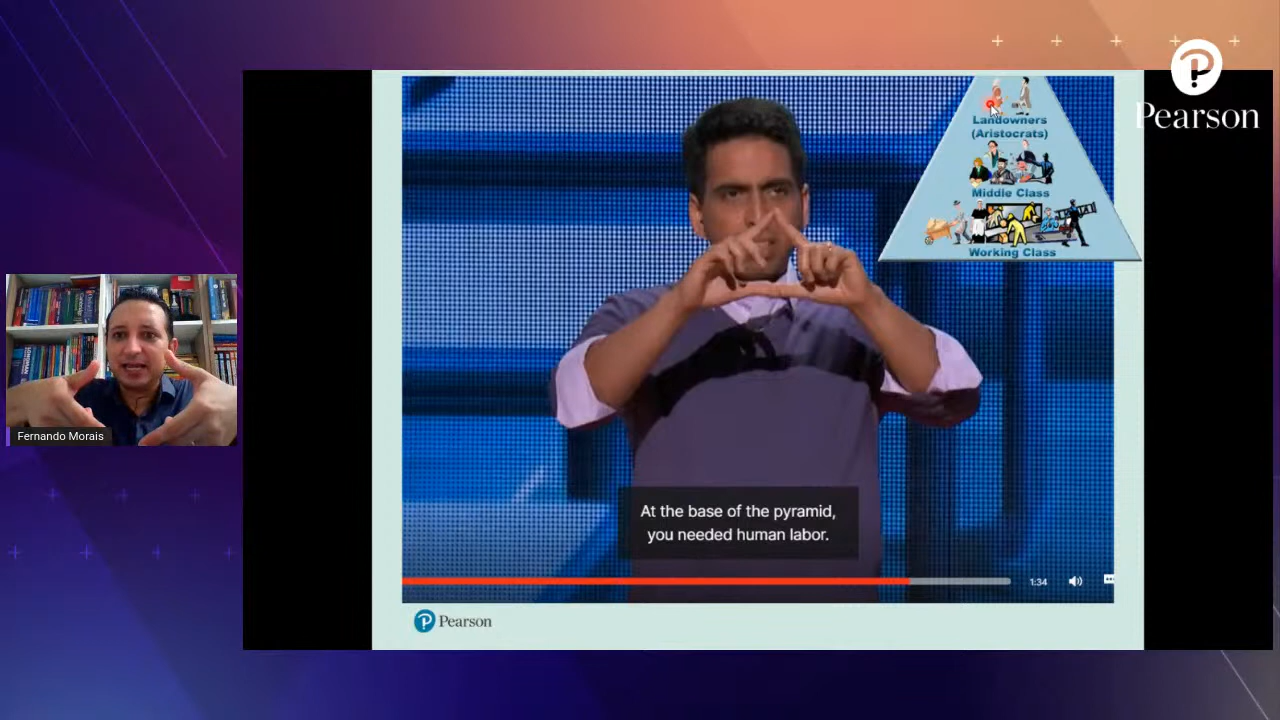 Pearson
Landowners
(Aristocrats)
Middle Class
Working Class
Fernando Morais
At the base of the pyramid,
you needed human labor.
1:34
Pearson